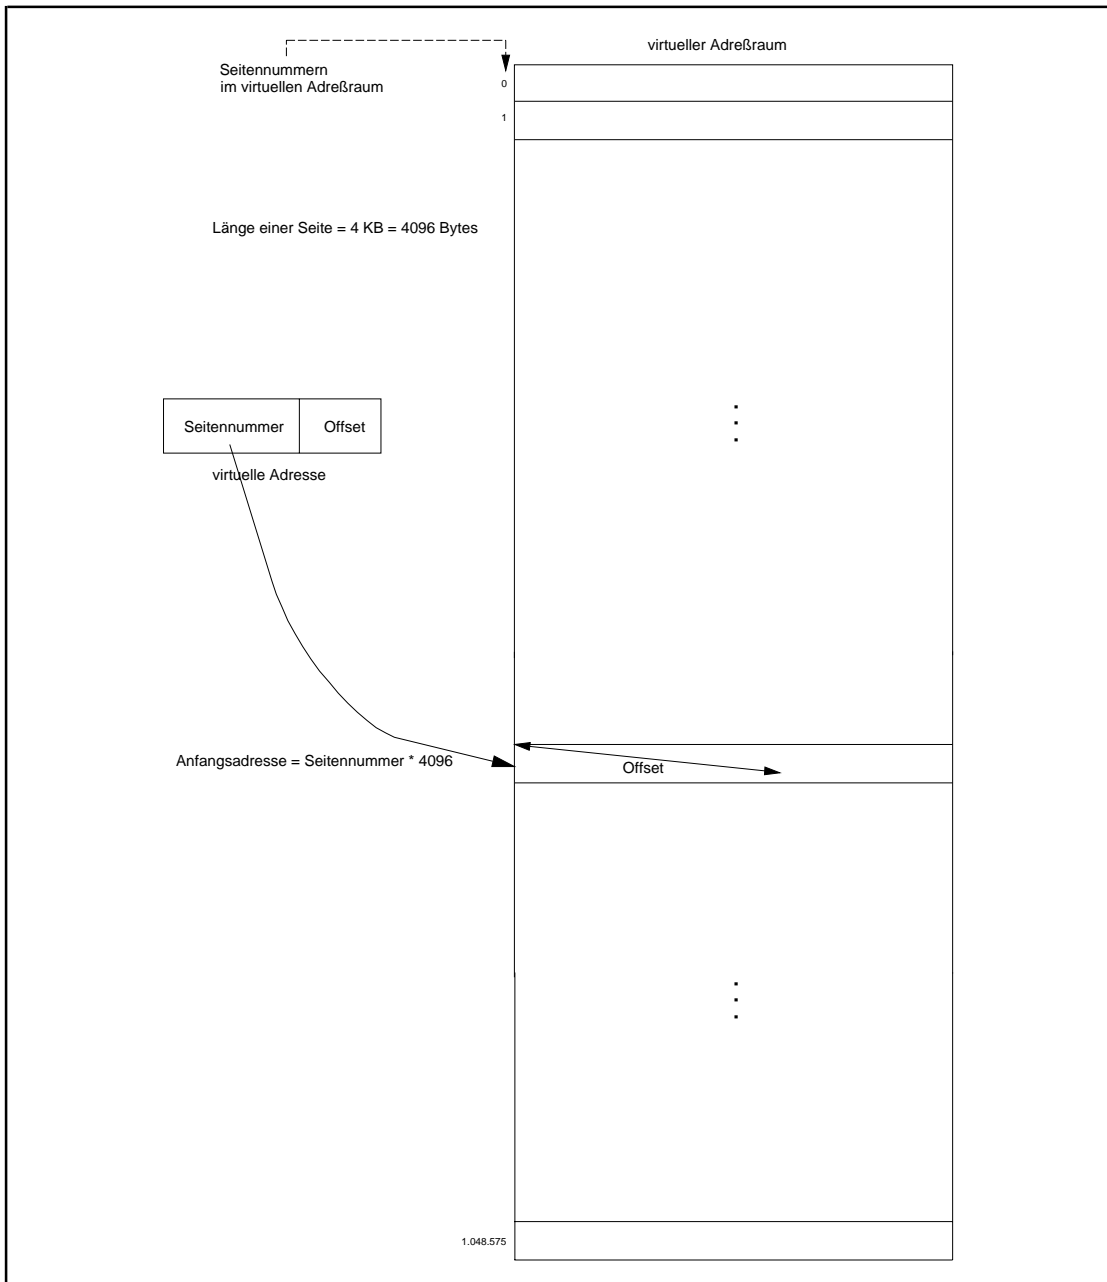 virtueller Adreßraum
Seitennummern
im virtuellen Adreßraum
0
1
Länge einer Seite = 4 KB = 4096 Bytes
Seitennummer
Offset
virtuelle Adresse
Anfangsadresse = Seitennummer * 4096
Offset
1.048.575